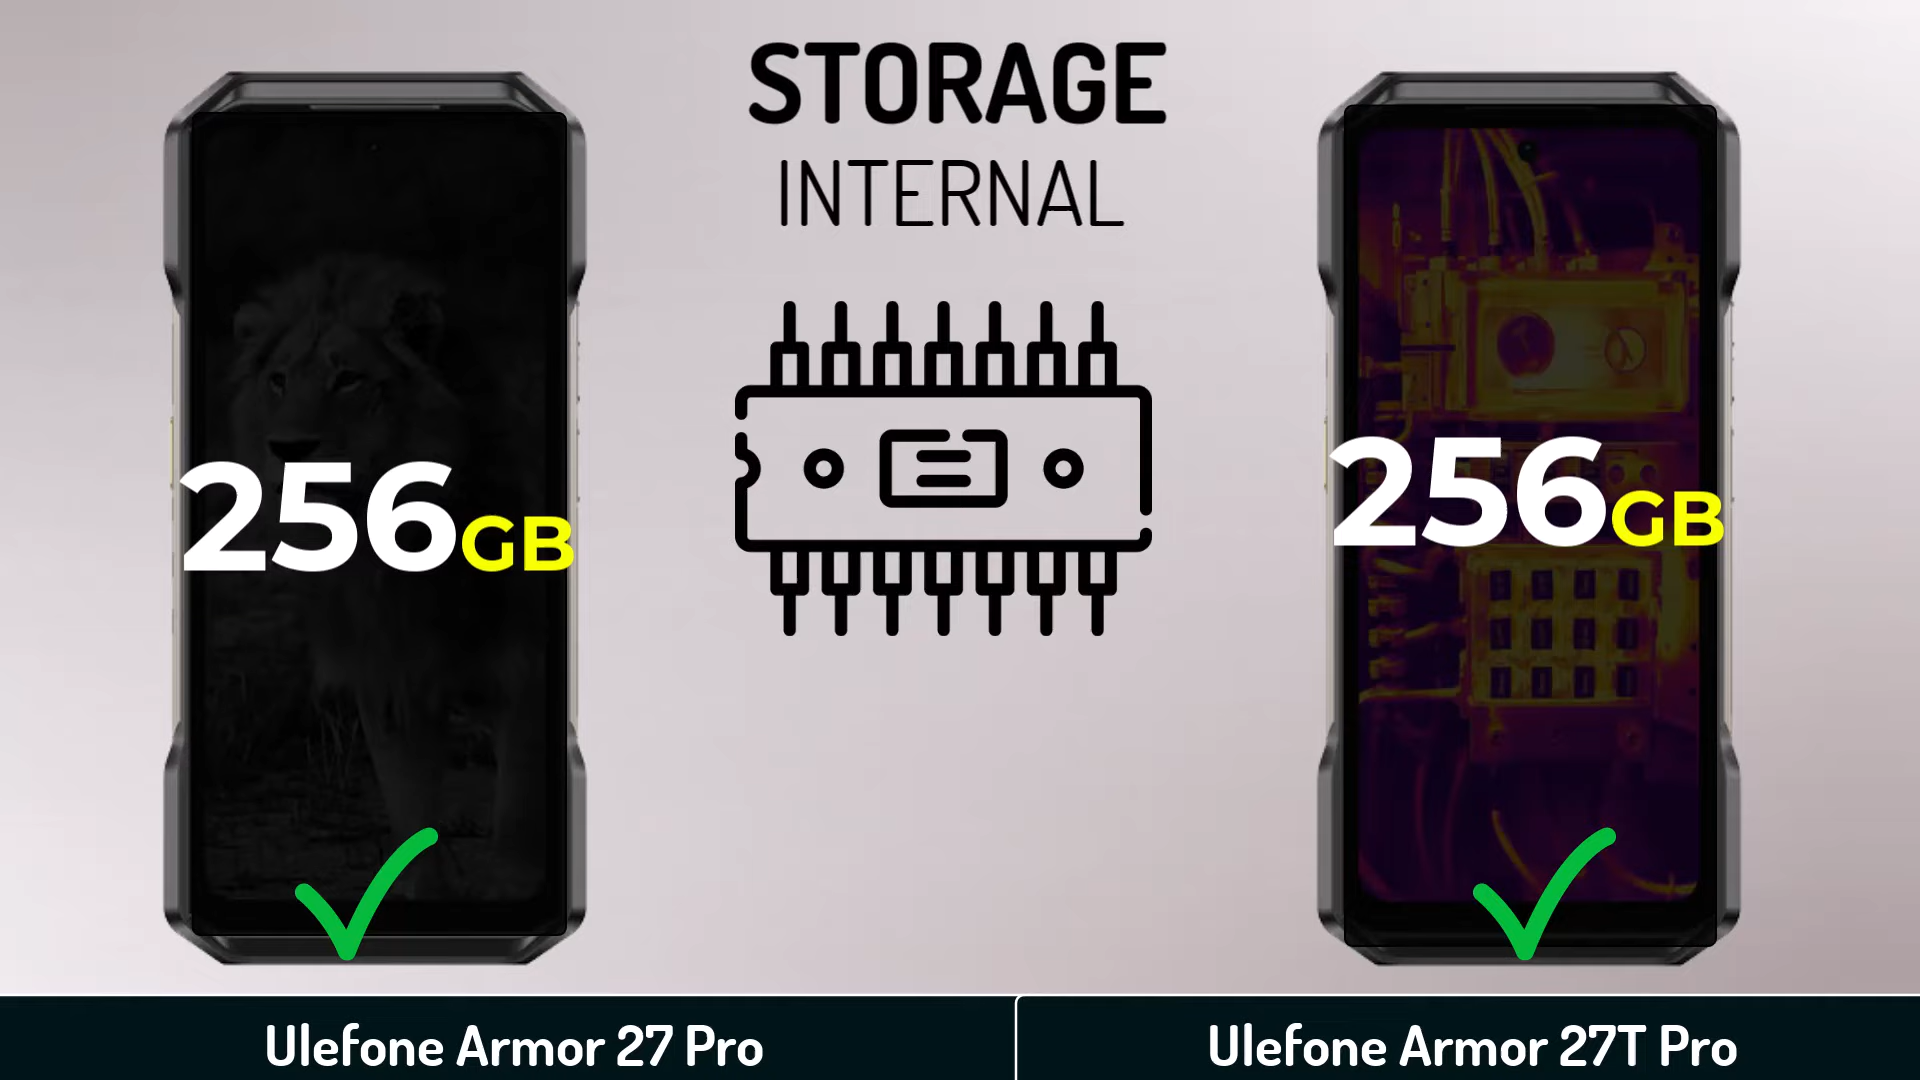 STORAGE
INTERNAL
256GB
256GB
Ulefone Armor 27 Pro
Ulefone Armor 27T Pro